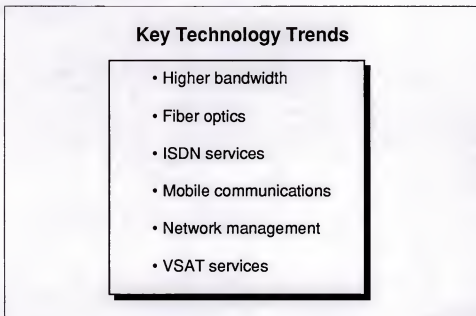 Key Technology Trends
• Higher bandwidth
• Fiber optics
• ISDN services
• Mobile communications
• Network management
• VSAT services